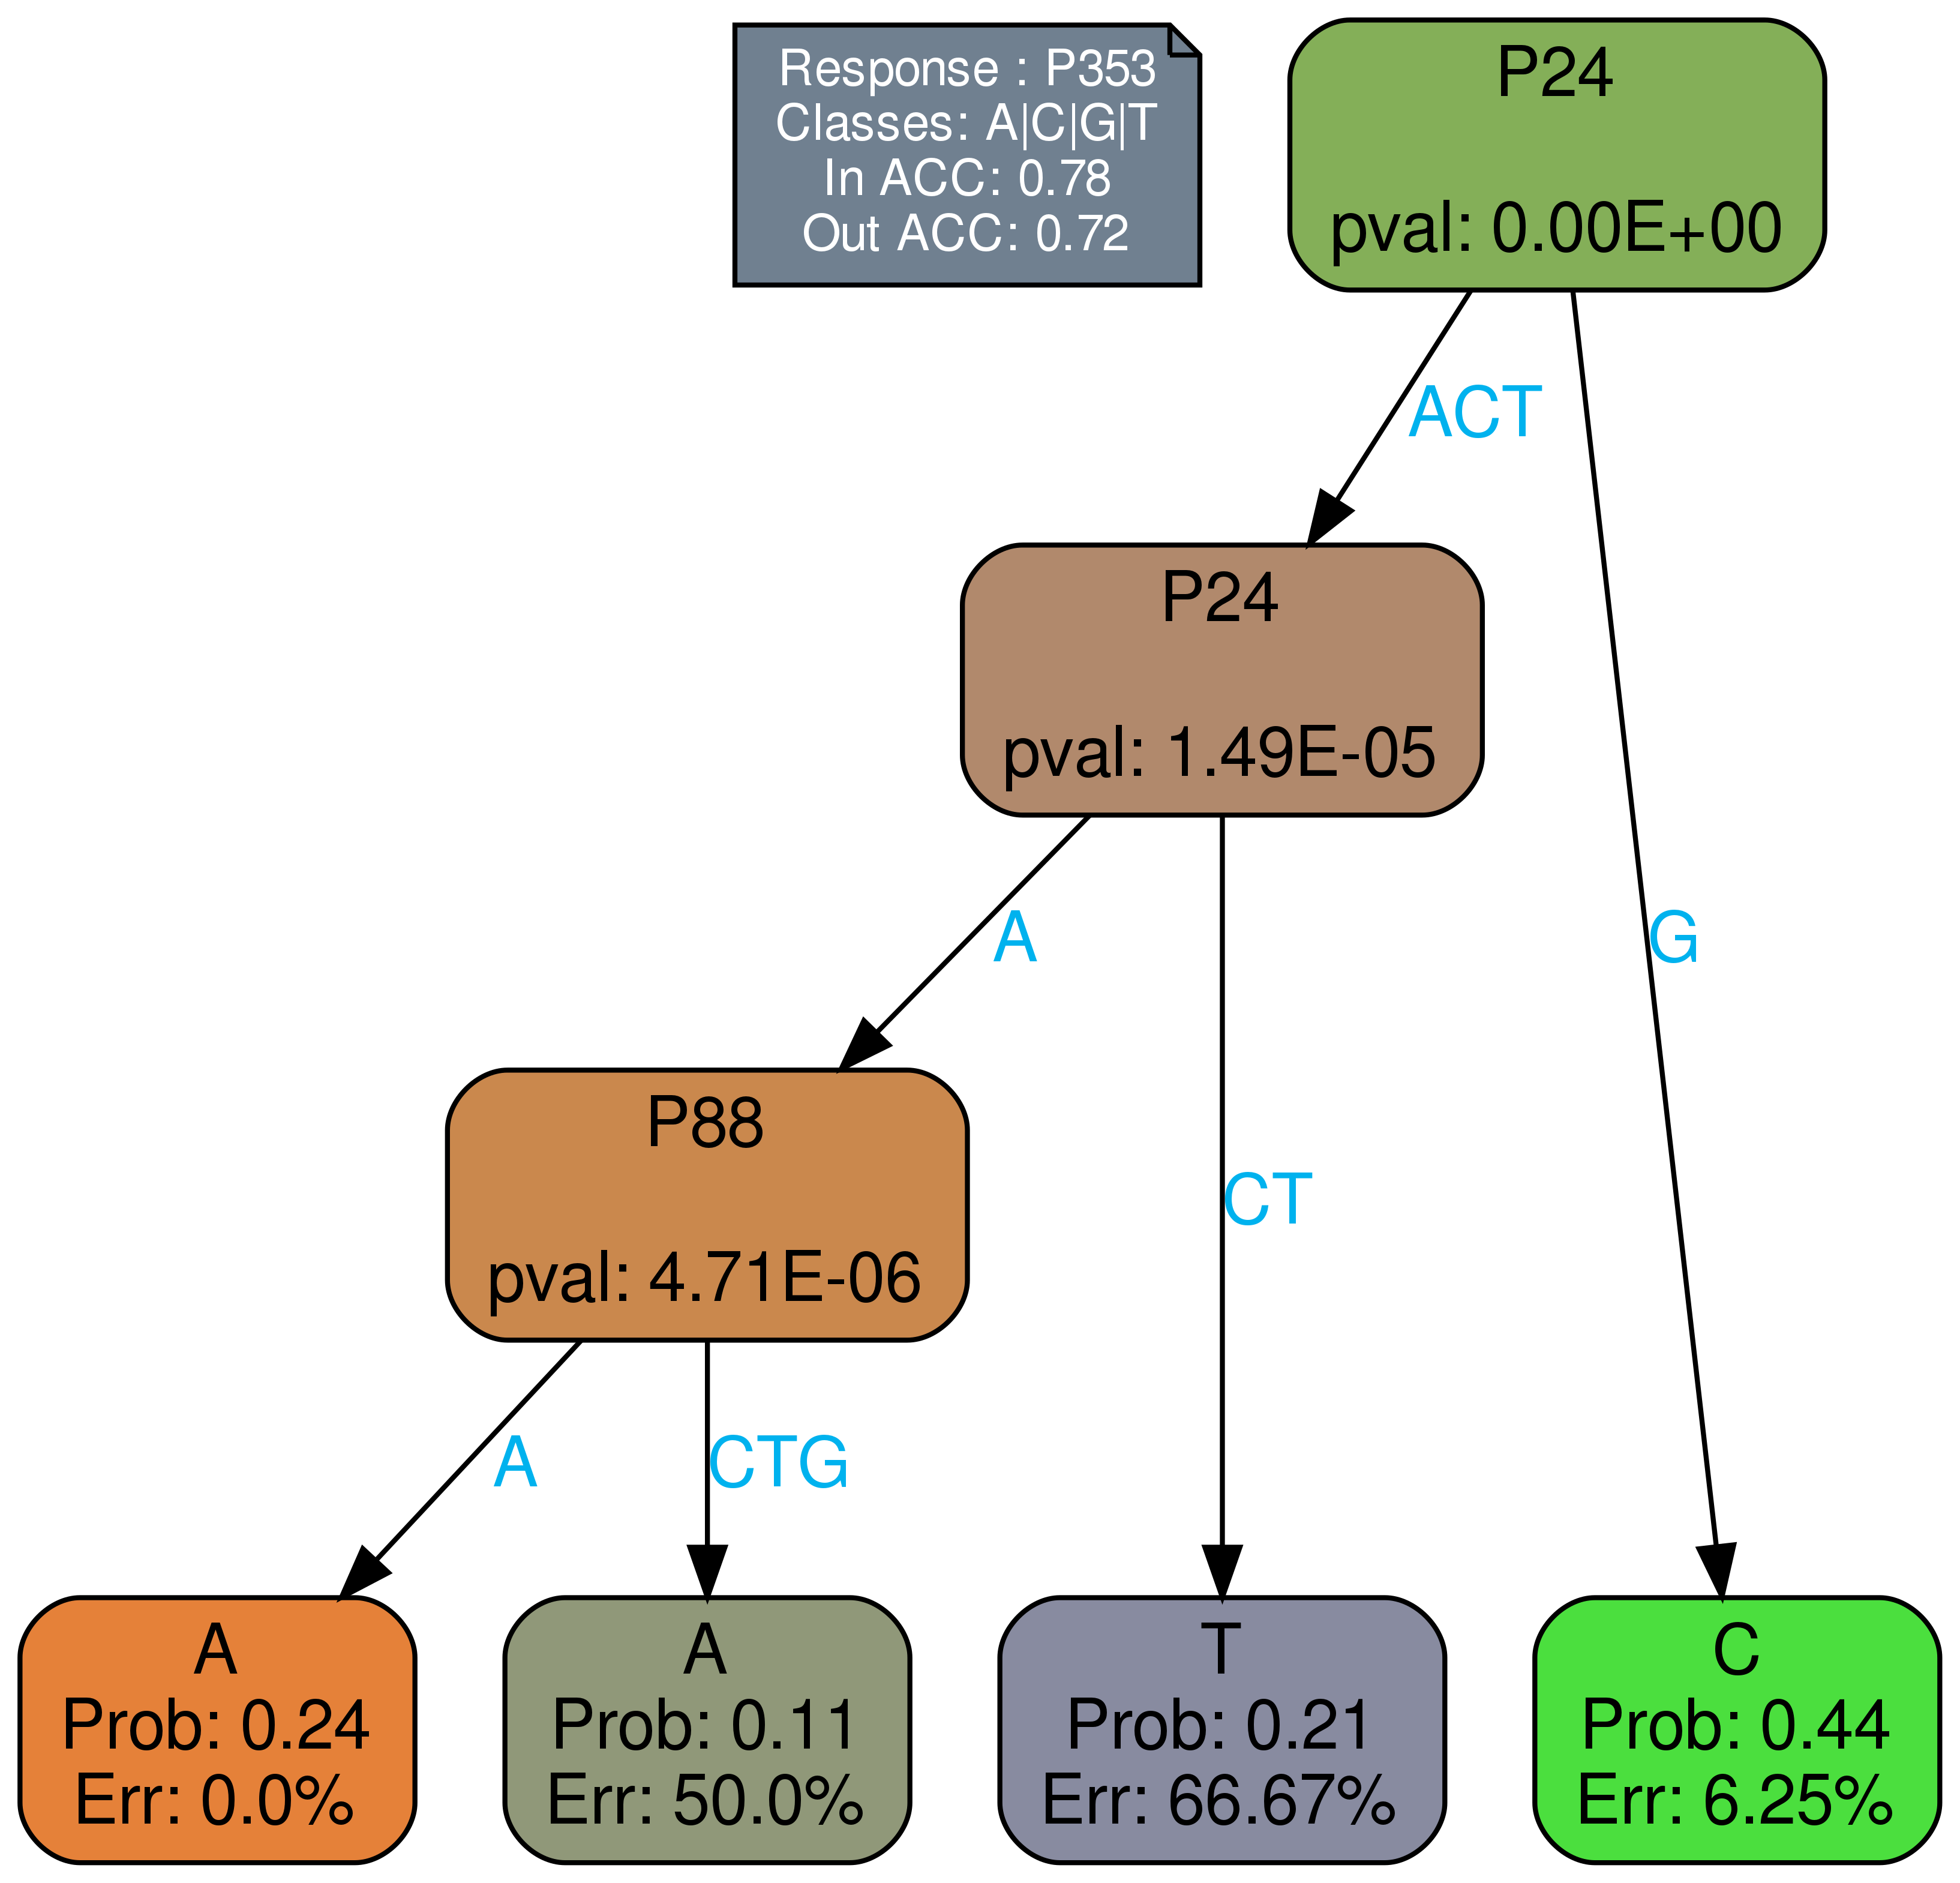 Response : P353
Classes: A|C|G|T
In ACC: 0.78
Out ACC: 0.72
P24
pval: 0.00E+00
ACT
P24
pval: 1.49E-05
A
G
P88
pval: 4.71E-06
CT
A
CTG
A
Prob: 0.24
Err: 0.0%
A
Prob: 0.11
Err: 50.0%
T
Prob: 0.21
Err: 66.67%
C
Prob: 0.44
Err: 6.25%